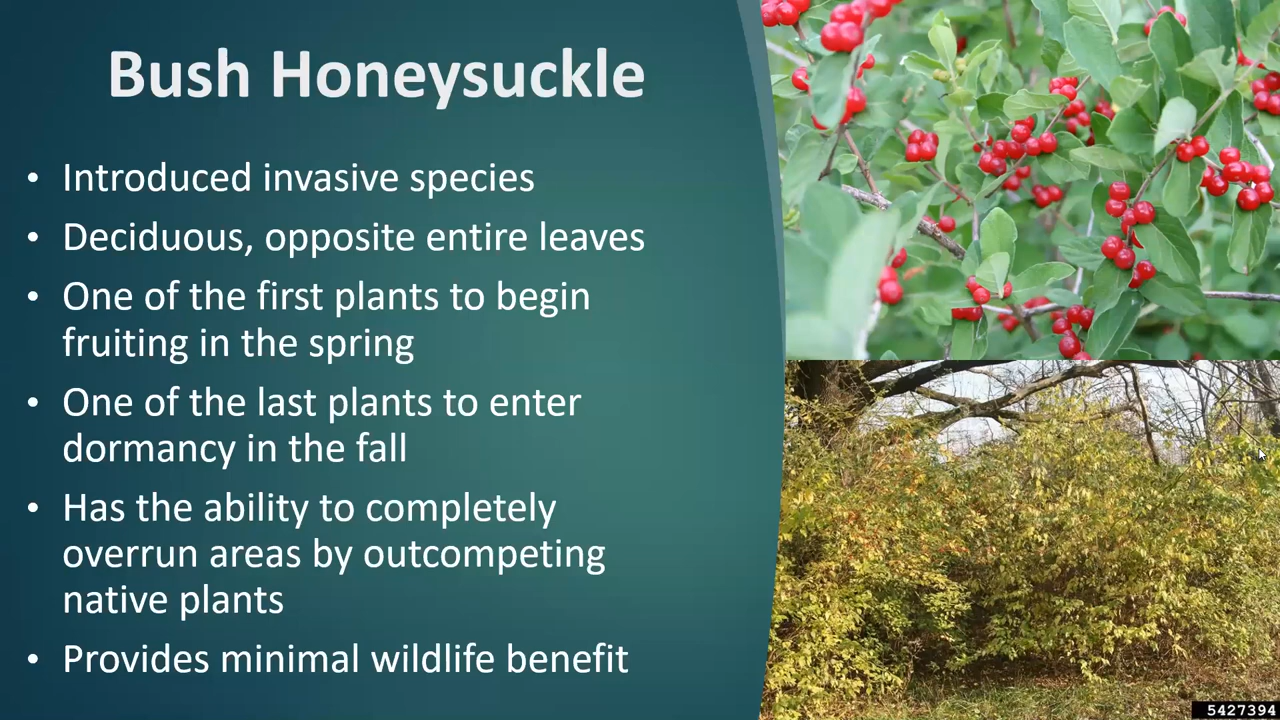 Bush Honeysuckle
• Introduced invasive species
• Deciduous, opposite entire leaves
• One of the first plants to begin
fruiting in the spring
• One of the last plants to enter
dormancy in the fall
• Has the ability to completely
overrun areas by outcompeting
native plants
• Provides minimal wildlife benefit
5427394